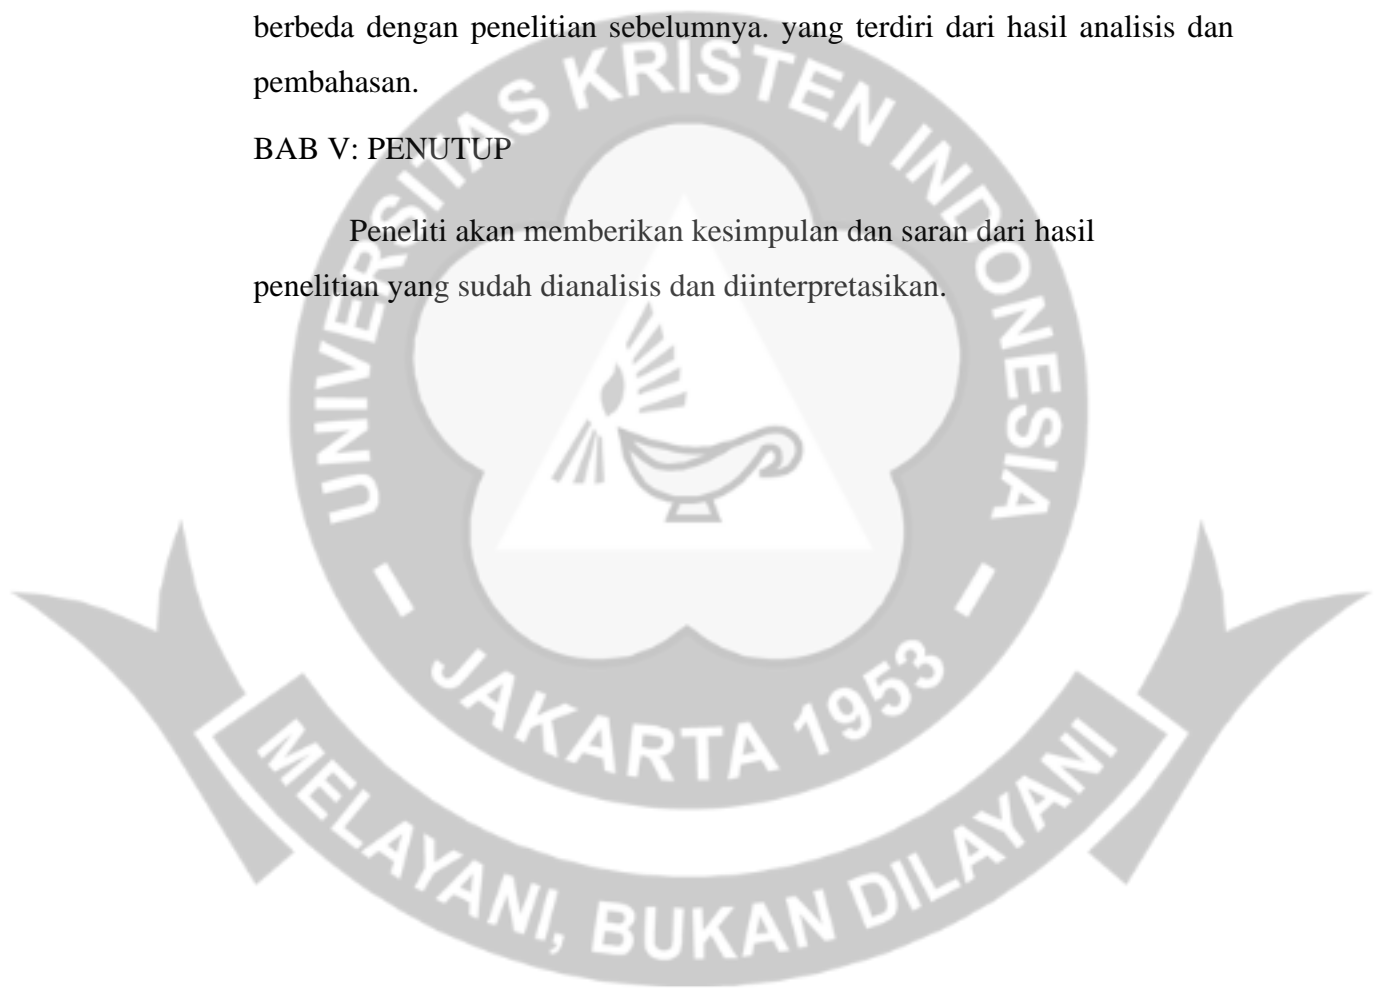 berbeda dengan penelitian sebelumnya. yang terdiri dari hasil analisis dan
pembahasan.
BAB V: PENUTUP
Peneliti akan memberikan kesimpulan dan saran dari hasil
penelitian yang sudah dianalisis dan diinterpretasikan.
UNIVERSITAS KRISTEN INDONESIA
JAKARTA 1953
MELAYANI, BUKAN DILAYANI